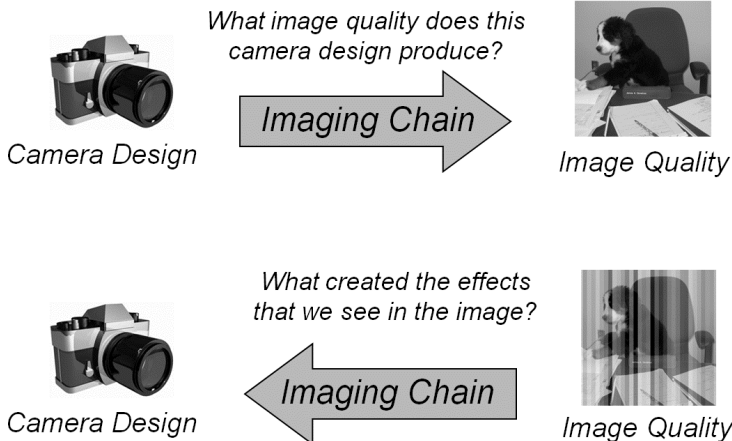 What image quality does this
camera design produce?
Imaging Chain
Camera Design
Image Quality
What created the effects
that we see in the image?
Imaging Chain
Camera Design
Image Quality